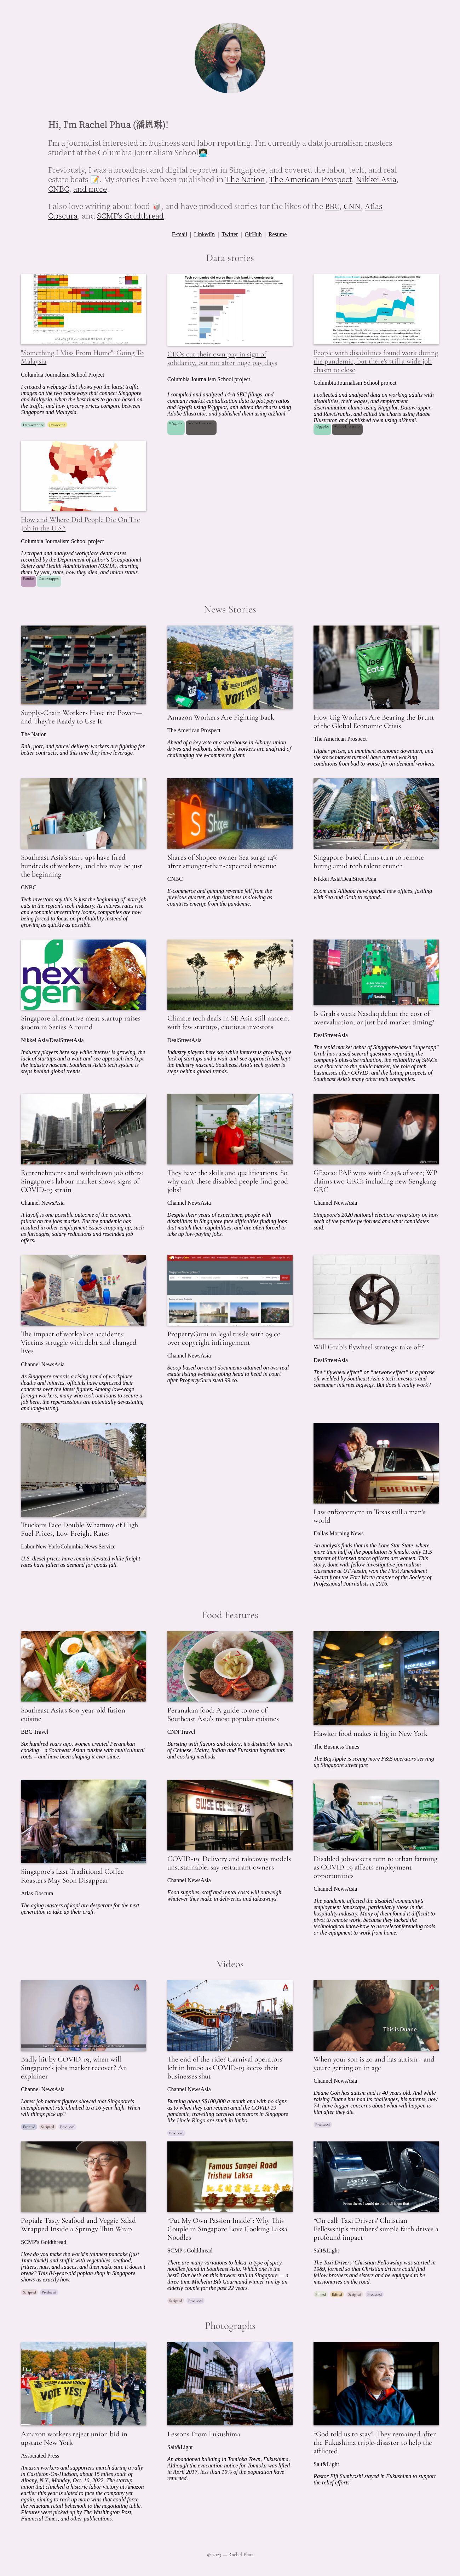 Hi, I'm Rachel Phua (潘恩琳)!
I'm a journalist interested in business and labor reporting. I'm currently a data journalism masters
student at the Columbia Journalism School👩🏻‍💻.
Previously, I was a broadcast and digital reporter in Singapore, and covered the labor, tech, and real
estate beats 📝. My stories have been published in The Nation, The American Prospect, Nikkei Asia,
CNBC, and more.
I also love writing about food 🥡, and have produced stories for the likes of the BBC, CNN, Atlas
Obscura, and SCMP's Goldthread.
E-mail | LinkedIn | Twitter | GitHub | Resume
Data stories
"Something I Miss From Home": Going To
Malaysia
Columbia Journalism School Project
I created a webpage that shows you the latest traffic
images on the two causeways that connect Singapore
and Malaysia, when the best times to go are based on
the traffic, and how grocery prices compare between
Singapore and Malaysia.
Datawrapper Javascript
Tech companies did worse than their banking counterparts
CEOs cut their own pay in sign of
solidarity, but not after huge pay days
Columbia Journalism School project
I compiled and analyzed 14-A SEC filings, and
company market capitalisation data to plot pay ratios
and layoffs using R/ggplot, and edited the charts using
Adobe Illustrator, and published them using ai2html.
R/ggplot
People with disabilities found work during
the pandemic, but there's still a wide job
chasm to close
Columbia Journalism School project
I collected and analyzed data on working adults with
disabilities, their wages, and employment
discrimination claims using R/ggplot, Datawrapper,
and RawGraphs, and edited the charts using Adobe
Illustrator, and published them using ai2html.
R/ggplot
How and Where Did People Die On The
Job in the U.S.?
Columbia Journalism School project
I scraped and analyzed workplace death cases
recorded by the Department of Labor's Occupational
Safety and Health Administration (OSHA), charting
them by year, state, how they died, and union status.
Pandas Datawrapper
News Stories
Supply-Chain Workers Have the Power—
and They're Ready to Use It
The Nation
Rail, port, and parcel delivery workers are fighting for
better contracts, and this time they have leverage.
VOTE YES!
Amazon Workers Are Fighting Back
The American Prospect
Ahead of a key vote at a warehouse in Albany, union
drives and walkouts show that workers are unafraid of
challenging the e-commerce giant.
Uber
Eats
How Gig Workers Are Bearing the Brunt
of the Global Economic Crisis
The American Prospect
Higher prices, an imminent economic downturn, and
the stock market turmoil have turned working
conditions from bad to worse for on-demand workers.
Southeast Asia's start-ups have fired
hundreds of workers, and this may be just
the beginning
CNBC
Tech investors say this is just the beginning of more job
cuts in the region's tech industry. As interest rates rise
and economic uncertainty looms, companies are now
being forced to focus on profitability instead of
growing as quickly as possible.
Shopee
Shares of Shopee-owner Sea surge 14%
after stronger-than-expected revenue
CNBC
E-commerce and gaming revenue fell from the
previous quarter, a sign business is slowing as
countries emerge from the pandemic.
Singapore-based firms turn to remote
hiring amid tech talent crunch
Nikkei Asia/DealStreetAsia
Zoom and Alibaba have opened new offices, jostling
with Sea and Grab to expand.
next
gen
Singapore alternative meat startup raises
$100m in Series A round
Nikkei Asia/DealStreetAsia
Industry players here say while interest is growing, the
lack of startups and a wait-and-see approach has kept
the industry nascent. Southeast Asia's tech system is
steps behind global trends.
Climate tech deals in SE Asia still nascent
with few startups, cautious investors
DealStreetAsia
Industry players here say while interest is growing, the
lack of startups and a wait-and-see approach has kept
the industry nascent. Southeast Asia's tech system is
steps behind global trends.
Is Grab's weak Nasdaq debut the cost of
overvaluation, or just bad market timing?
DealStreetAsia
The tepid market debut of Singapore-based "superapp"
Grab has raised several questions regarding the
company's plus-size valuation, the reliability of SPACs
as a shortcut to the public market, the role of tech
businesses after COVID, and the listing prospects of
Southeast Asia's many other tech companies.
Retrenchments and withdrawn job offers:
Singapore's labour market shows signs of
COVID-19 strain
Channel NewsAsia
A layoff is one possible outcome of the economic
fallout on the jobs market. But the pandemic has
resulted in other employment issues cropping up, such
as furloughs, salary reductions and rescinded job
offers.
They have the skills and qualifications. So
why can't these disabled people find good
jobs?
Channel NewsAsia
Despite their years of experience, people with
disabilities in Singapore face difficulties finding jobs
that match their capabilities, and are often forced to
take up low-paying jobs.
GE2020: PAP wins with 61.24% of vote; WP
claims two GRCs including new Sengkang
GRC
Channel NewsAsia
Singapore's 2020 national elections wrap story on how
each of the parties performed and what candidates
said.
The impact of workplace accidents:
Victims struggle with debt and changed
lives
Channel NewsAsia
As Singapore records a rising trend of workplace
deaths and injuries, officials have expressed their
concerns over the latest figures. Among low-wage
foreign workers, many who took out loans to secure a
job here, the repercussions are potentially devastating
and long-lasting.
PropertyGuru in legal tussle with 99.co
over copyright infringement
Channel NewsAsia
Scoop based on court documents attained on two real
estate listing websites going head to head in court
after PropertyGuru sued 99.co.
Will Grab's flywheel strategy take off?
DealStreetAsia
The “flywheel effect” or “network effect” is a phrase
oft-wielded by Southeast Asia's tech investors and
consumer internet bigwigs. But does it really work?
Truckers Face Double Whammy of High
Fuel Prices, Low Freight Rates
Labor New York/Columbia News Service
U.S. diesel prices have remain elevated while freight
rates have fallen as demand for goods fall.
SHERIFF
Law enforcement in Texas still a man's
world
Dallas Morning News
An analysis finds that in the Lone Star State, where
more than half of the population is female, only 11.5
percent of licensed peace officers are women. This
story, done with fellow investigative journalism
classmate at UT Austin, won the First Amendment
Award from the Fort Worth chapter of the Society of
Professional Journalists in 2016.
Food Features
Southeast Asia's 600-year-old fusion
cuisine
BBC Travel
Six hundred years ago, women created Peranakan
cooking – a Southeast Asian cuisine with multicultural
roots – and have been shaping it ever since.
Peranakan food: A guide to one of
Southeast Asia's most popular cuisines
CNN Travel
Bursting with flavors and colors, it's distinct for its mix
of Chinese, Malay, Indian and Eurasian ingredients
and cooking methods.
Hawker food makes it big in New York
The Business Times
The Big Apple is seeing more F&B operators serving
up Singapore street fare
Singapore's Last Traditional Coffee
Roasters May Soon Disappear
Atlas Obscura
The aging masters of kopi are desperate for the next
generation to take up their craft.
COVID-19: Delivery and takeaway models
unsustainable, say restaurant owners
Channel NewsAsia
Food supplies, staff and rental costs will outweigh
whatever they make in deliveries and takeaways.
Disabled jobseekers turn to urban farming
as COVID-19 affects employment
opportunities
Channel NewsAsia
The pandemic affected the disabled community's
employment landscape, particularly those in the
hospitality industry. Many of them found it difficult to
pivot to remote work, because they lacked the
technological know-how to use teleconferencing tools
or the equipment to work from home.
Videos
Badly hit by COVID-19, when will
Singapore's jobs market recover? An
explainer
Channel NewsAsia
Latest job market figures showed that Singapore's
unemployment rate climbed to a 16-year high. When
will things pick up?
Fronted Scripted Produced
The end of the ride? Carnival operators
left in limbo as COVID-19 keeps their
businesses shut
Channel NewsAsia
Burning about S$100,000 a month and with no signs
as to when they can reopen amid the COVID-19
pandemic, travelling carnival operators in Singapore
like Uncle Ringo are stuck in limbo.
Produced
This is Duane
When your son is 40 and has autism - and
you're getting on in age
Channel NewsAsia
Duane Goh has autism and is 40 years old. And while
raising Duane has had its challenges, his parents, now
74, have bigger concerns about what will happen to
him after they die.
Produced
Popiah: Tasty Seafood and Veggie Salad
Wrapped Inside a Springy Thin Wrap
SCMP's Goldthread
How do you make the world's thinnest pancake (just
1mm thick!) and stuff it with vegetables, seafood,
fritters, nuts, and sauces, and then make sure it doesn't
break? This 84-year-old popiah shop in Singapore
shows us exactly how.
Scripted Produced
FAMOUS SUNGEI ROAD
TRISHAW LAKSA
“Put My Own Passion Inside”: Why This
Couple in Singapore Love Cooking Laksa
Noodles
SCMP's Goldthread
There are many variations to laksa, a type of spicy
noodles found in Southeast Asia. Which one is the
best? Our bet's on this hawker stall in Singapore — a
three-time Michelin Bib Gourmand winner run by an
elderly couple for the past 22 years.
Scripted Produced
“On call: Taxi Drivers' Christian
Fellowship's members' simple faith drives a
profound impact
Salt&Light
The Taxi Drivers' Christian Fellowship was started in
1989, formed so that Christian drivers could find
fellow brothers and sisters and be equipped to be
missionaries on the road.
Filmed Edited Scripted Produced
Photographs
VOTE YES!
Amazon workers reject union bid in
upstate New York
Associated Press
Amazon workers and supporters march during a rally
in Castleton-On-Hudson, about 15 miles south of
Albany, N.Y., Monday, Oct. 10, 2022. The startup
union that clinched a historic labor victory at Amazon
earlier this year is slated to face the company yet
again, aiming to rack up more wins that could force
the reluctant retail behemoth to the negotiating table.
Pictures were picked up by The Washington Post,
Financial Times, and other publications.
Lessons From Fukushima
Salt&Light
An abandoned building in Tomioka Town, Fukushima.
Although the evacuation notice for Tomioka was lifted
in April 2017, less than 10% of the population have
returned.
“God told us to stay”: They remained after
the Fukushima triple-disaster to help the
afflicted
Salt&Light
Pastor Eiji Sumiyoshi stayed in Fukushima to support
the relief efforts.
© 2023 — Rachel Phua